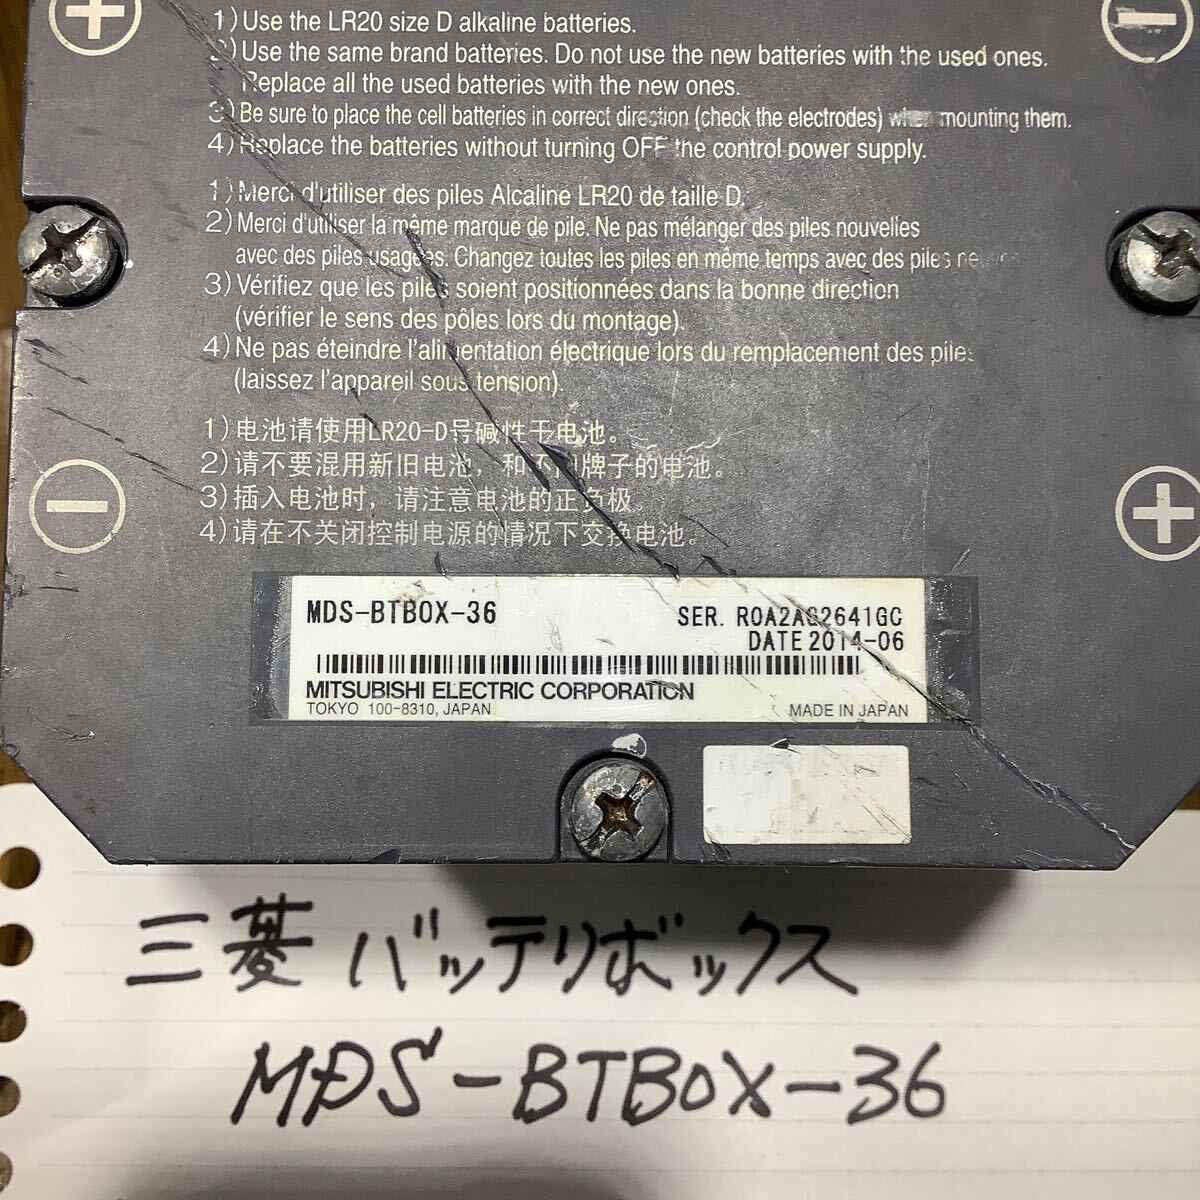 1) Use the LR20 size D alkaline batteries.
2) Use the same brand batteries. Do not use the new batteries with the used ones.
Replace all the used batteries with the new ones.
3) Be sure to place the cell batteries in correct direction (check the electrodes) when mounting them.
4) Replace the batteries without turning OFF the control power supply.
1) Merci d'utiliser des piles Alcaline LR20 de taille D.
2) Merci d'utiliser la même marque de pile. Ne pas mélanger des piles nouvelles
avec des piles usagées. Changez toutes les piles en même temps avec des piles
3) Vérifiez que les piles soient positionnées dans la bonne direction
(vérifier le sens des pôles lors du montage).
4) Ne pas éteindre l'alimentation électrique lors du remplacement des piles
(laissez l'appareil sous tension).
1) 电池请使用LR20-D号碱性干电池。
2) 请不要混用新旧电池，和不同牌子的电池。
3) 插入电池时，请注意电池的正负极。
4) 请在不关闭控制电源的情况下交换电池。
MDS-BTBOX-36 SER.
DATE 2014-06
MITSUBISHI ELECTRIC CORPORATION
TOKYO 100-8310, JAPAN MADE IN JAPAN
三菱 バッテリボックス
MDS-BTBOX-36